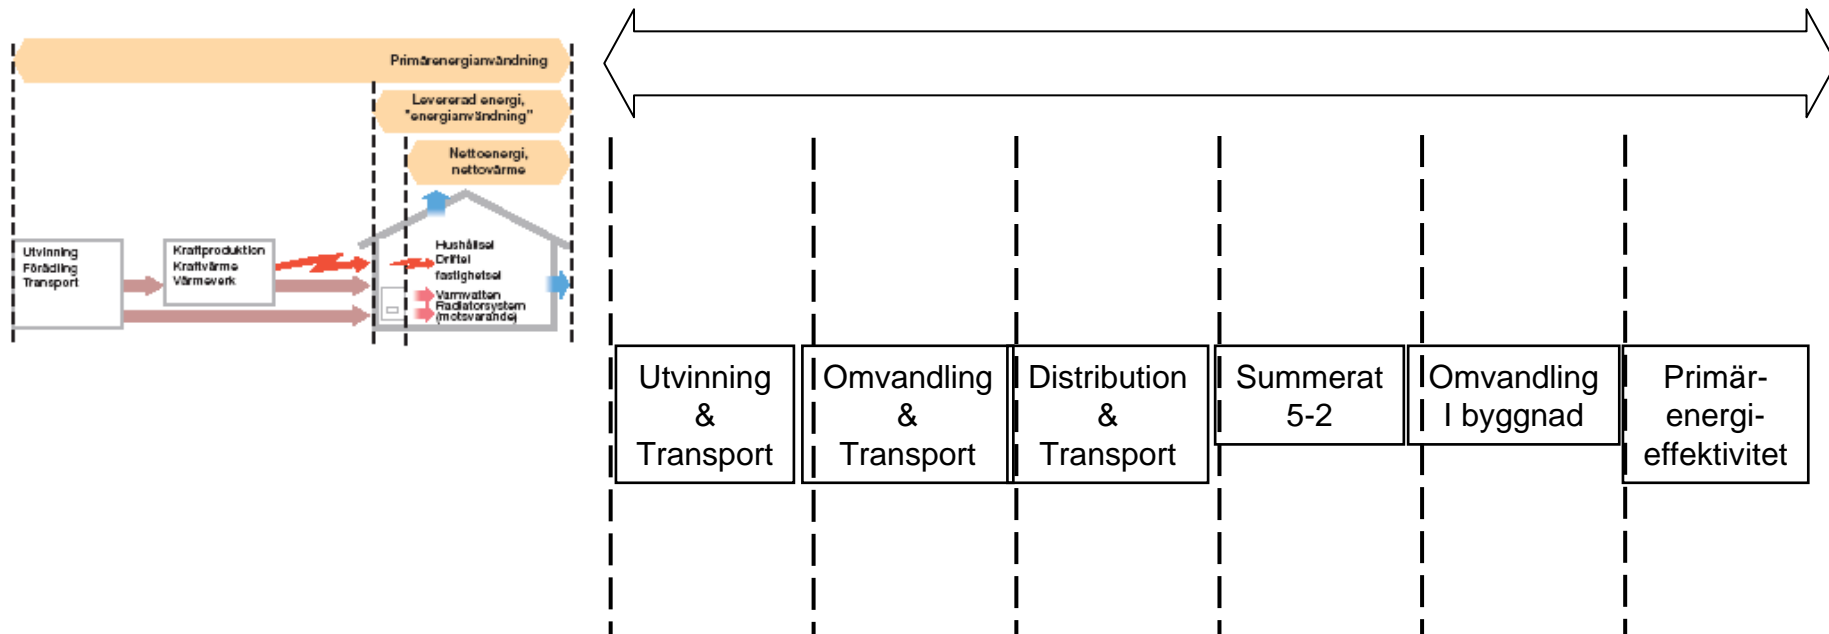 Primärenergianvändning
Levererad energi,
"energianvändning"
Nettoenergi,
nettovärme
Utvinning
Förädling
Transport
Kraftproduktion
Kraftvärme
Värmeverk
Hushållsel
Driftel
fastighetsel
Varmvatten
Radiatorsystem
(motsvarande)
Utvinning
&
Transport
Omvandling
&
Transport
Distribution
&
Transport
Summerat
5-2
Omvandling
I byggnad
Primär-
energi-
effektivitet